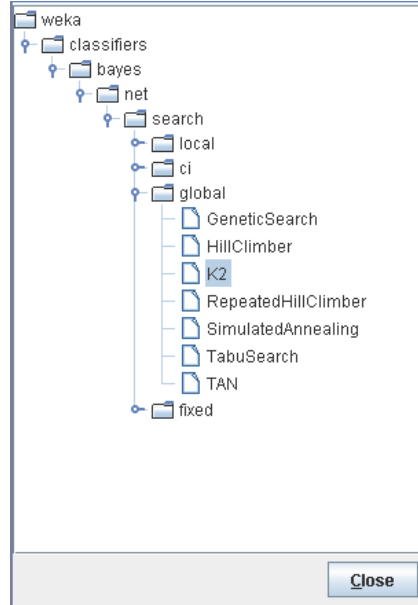 weka
classifiers
bayes
net
search
local
ci
global
GeneticSearch
HillClimber
K2
RepeatedHillClimber
SimulatedAnnealing
TabuSearch
TAN
fixed
Close